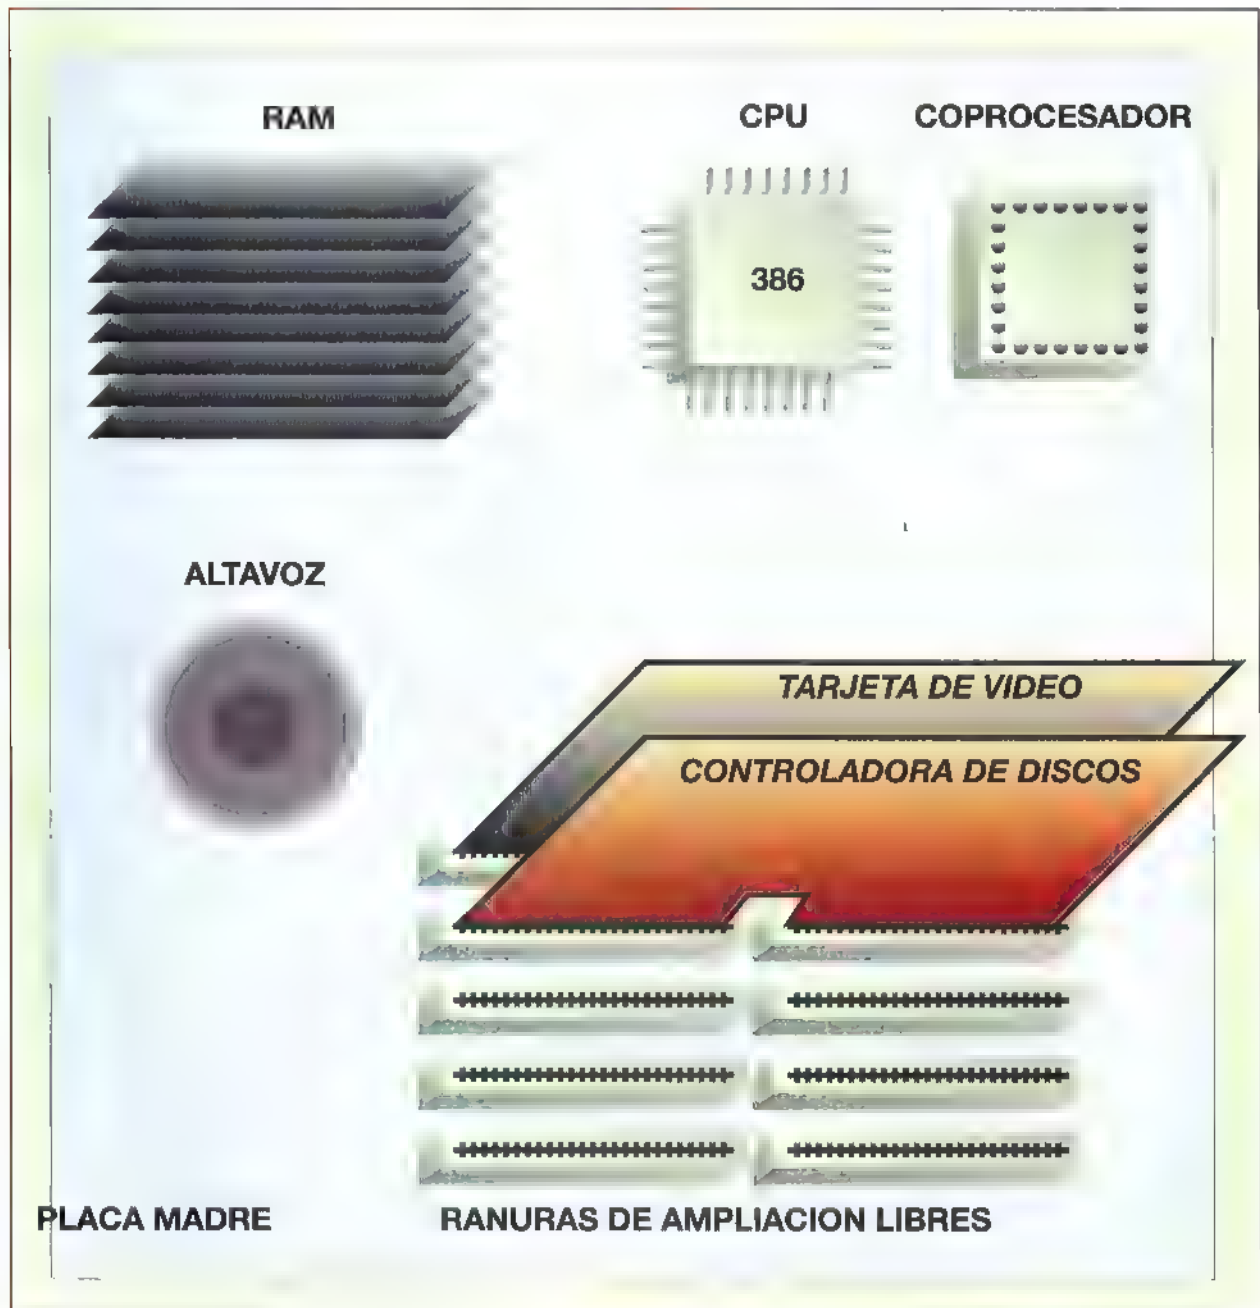 RAM
CPU
COPROCESADOR
386
ALTAVOZ
TARJETA DE VIDEO
CONTROLADORA DE DISCOS
PLACA MADRE
RANURAS DE AMPLIACION LIBRES